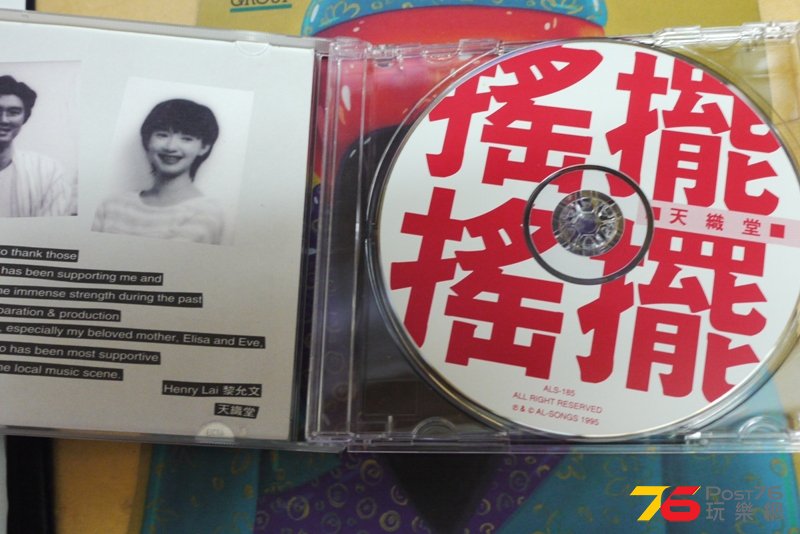 GROUP
to thank those
has been supporting me and
immense strength during the past
paration & production
, especially my beloved mother, Elisa and Eve,
o has been most supportive
he local music scene.
Henry Lai 黎允文
天織堂
搖擺
天織堂
搖擺
ALS-185
ALL RIGHT RESERVED
℗ & © AL-SONGS 1995
76 Post76
玩樂網